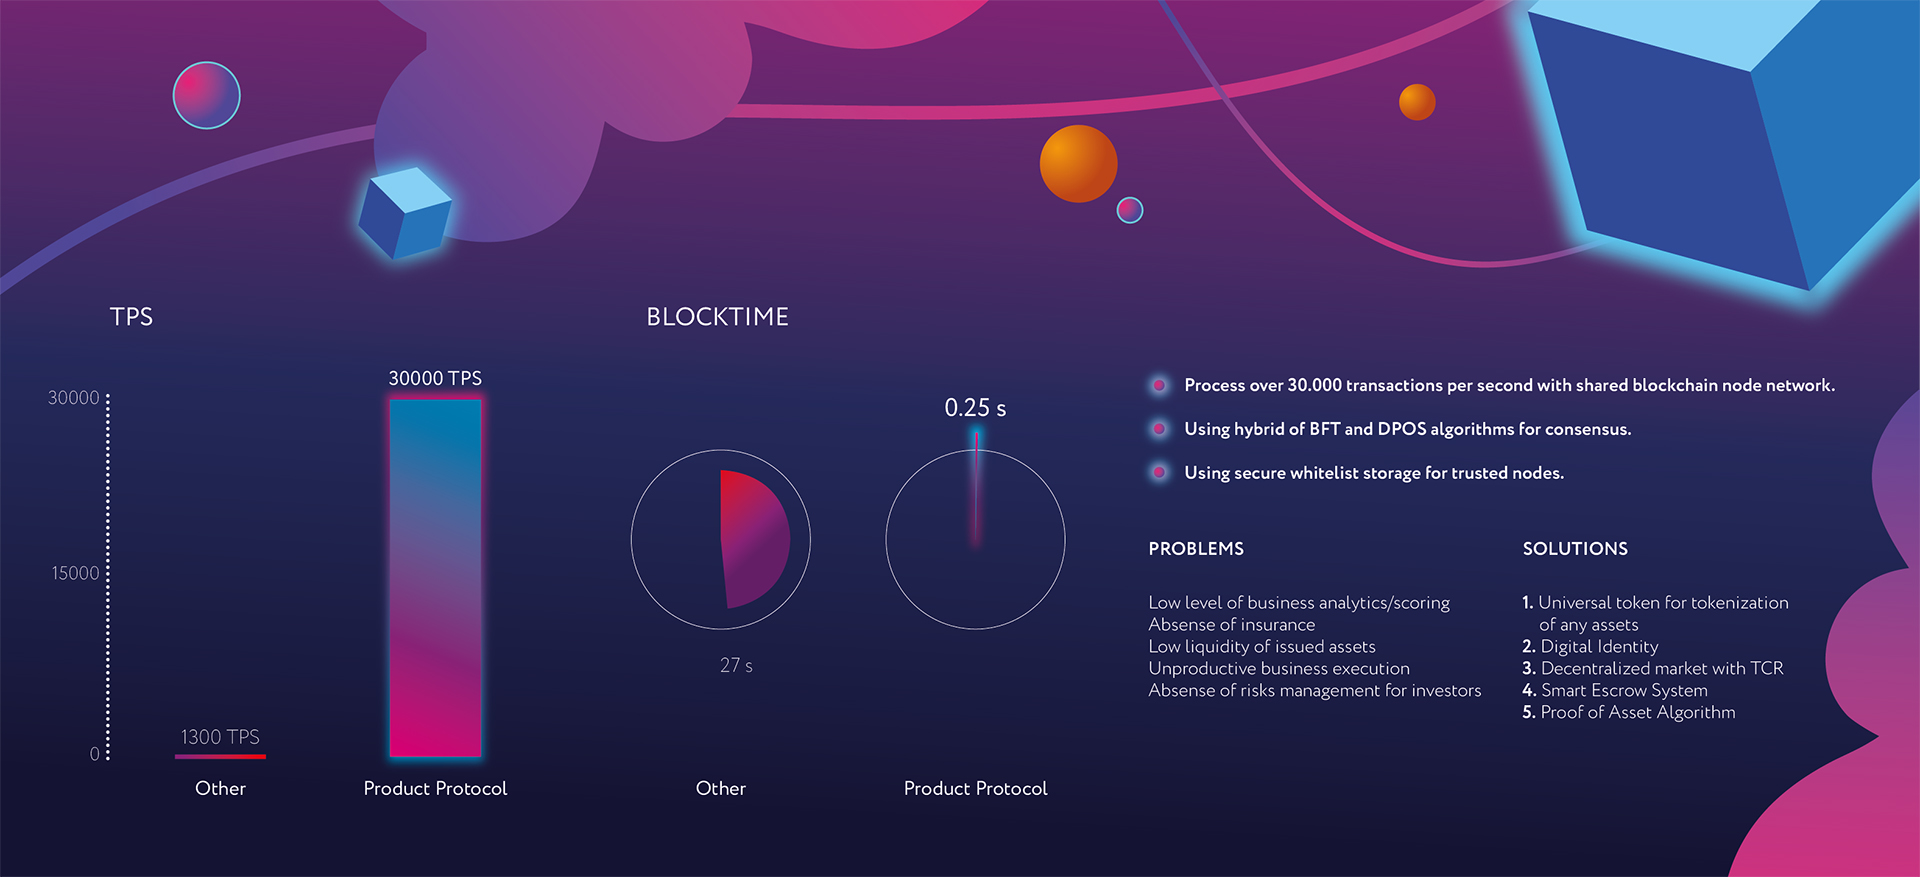 TPS
30000
15000
0
1300 TPS
Other
30000 TPS
Product Protocol
BLOCKTIME
27 s
Other
0.25 s
Product Protocol
Process over 30.000 transactions per second with shared blockchain node network.
Using hybrid of BFT and DPOS algorithms for consensus.
Using secure whitelist storage for trusted nodes.
PROBLEMS
Low level of business analytics/scoring
Absense of insurance
Low liquidity of issued assets
Unproductive business execution
Absense of risks management for investors
SOLUTIONS
1. Universal token for tokenization
of any assets
2. Digital Identity
3. Decentralized market with TCR
4. Smart Escrow System
5. Proof of Asset Algorithm